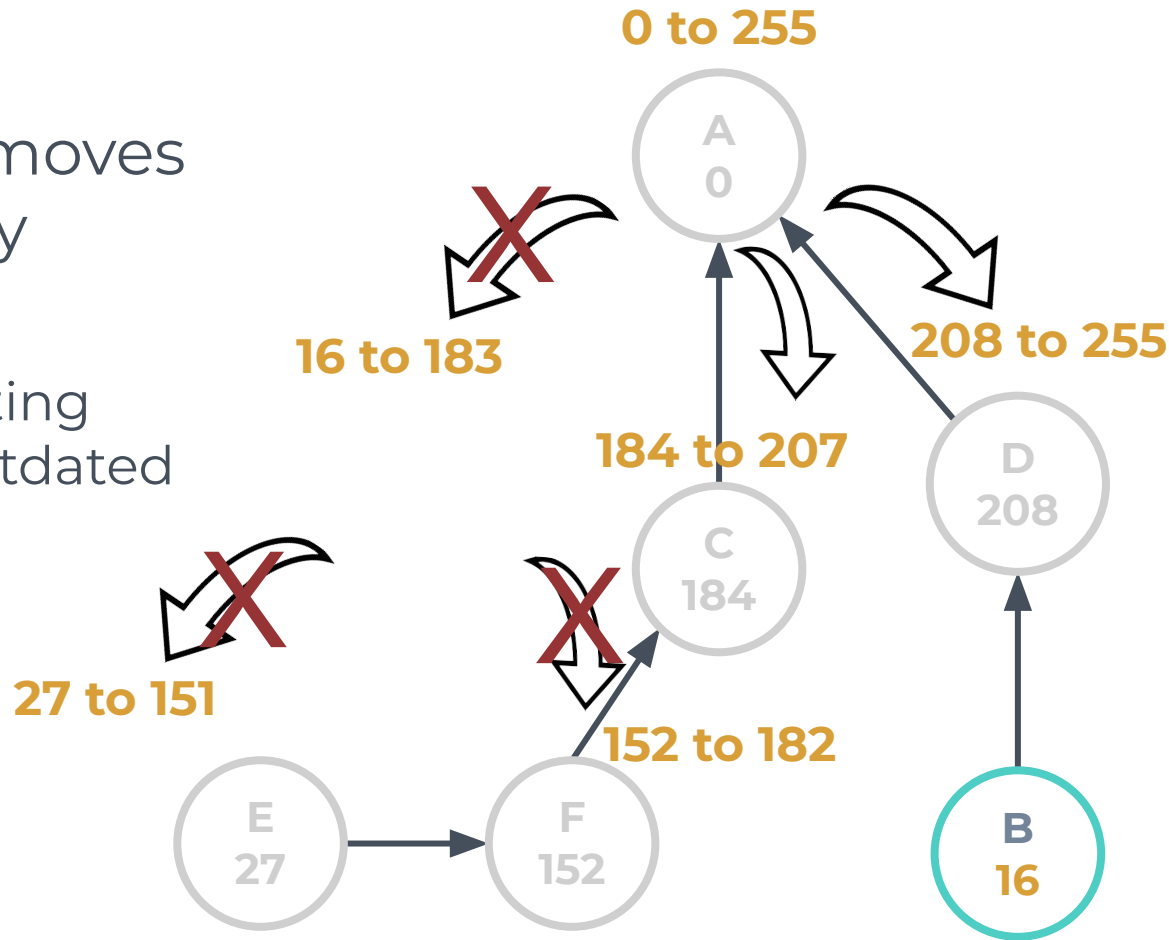 0 to 255
A
0
moves
y
16 to 183
208 to 255
ting
tdated
184 to 207
D
208
C
184
27 to 151
152 to 182
E
27
F
152
B
16